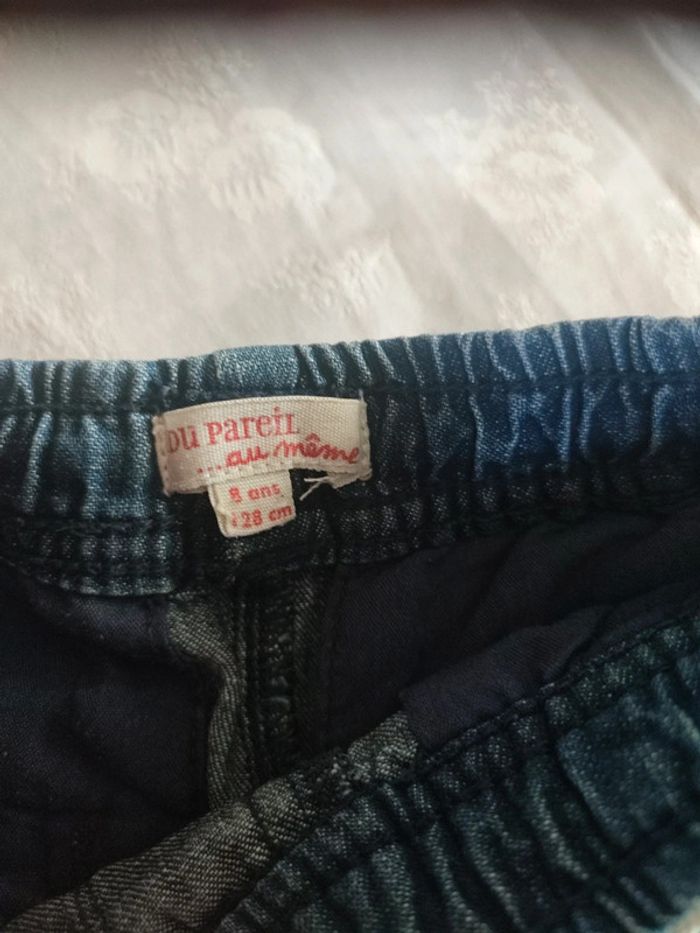 DU PareiL
...au même
8 ans
128 cm